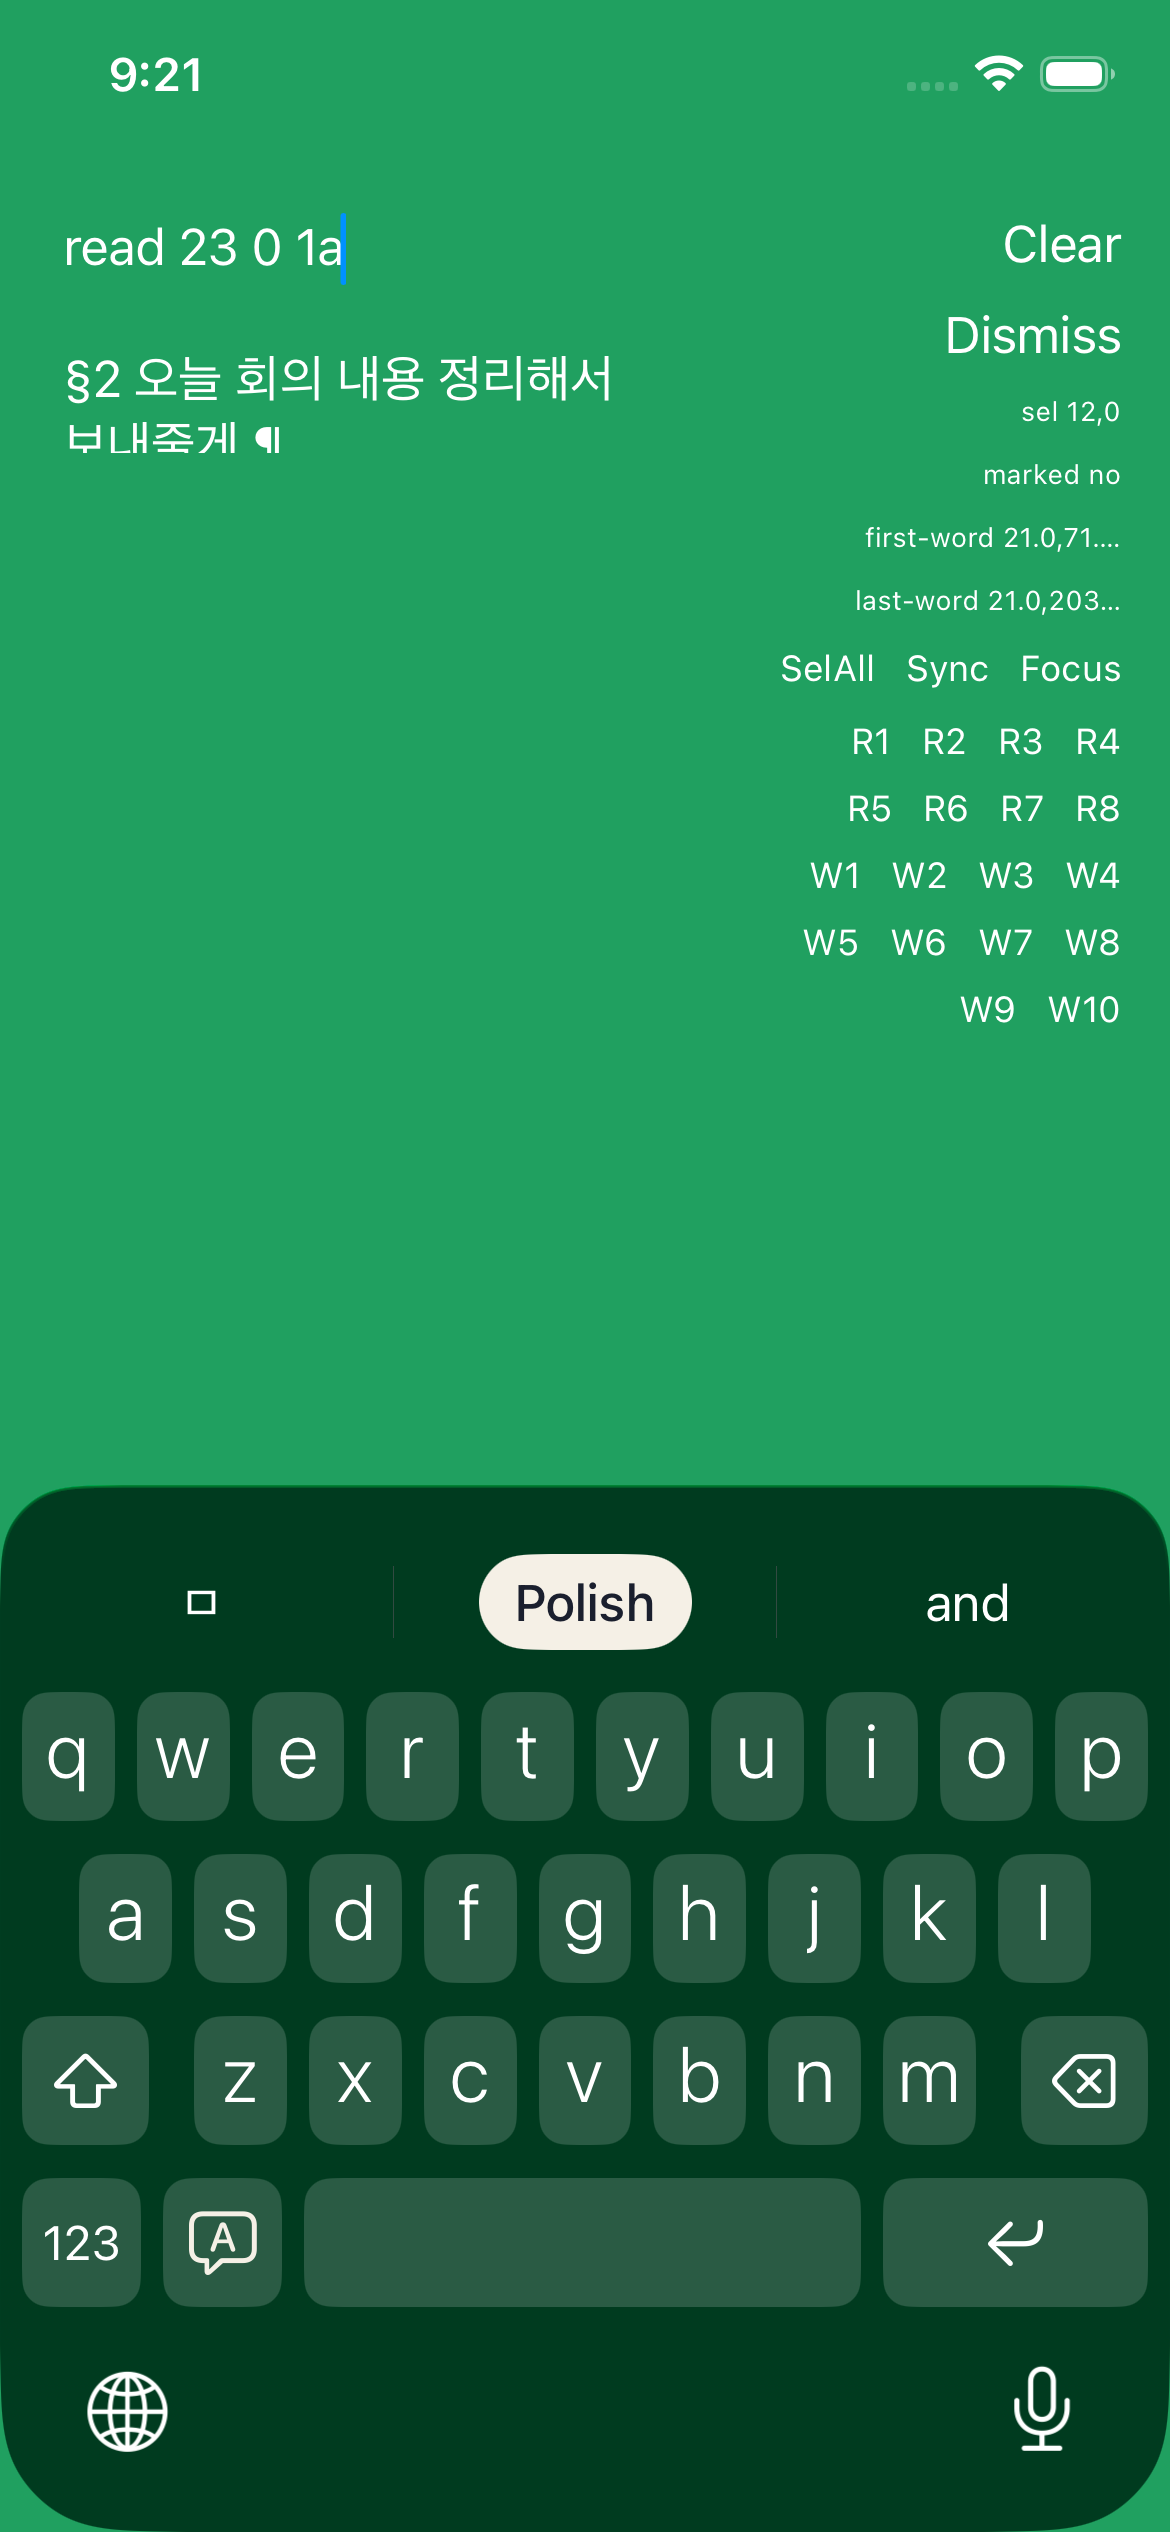 9:21
read 23 0 1a
Clear
Dismiss
§2 오늘 회의 내용 정리해서
보내줄게 ¶
sel 12,0
marked no
first-word 21.0,71....
last-word 21.0,203...
SelAll Sync Focus
R1 R2 R3 R4
R5 R6 R7 R8
W1 W2 W3 W4
W5 W6 W7 W8
W9 W10
ㅁ Polish and
q w e r t y u i o p
a s d f g h j k l
z x c v b n m
123 A